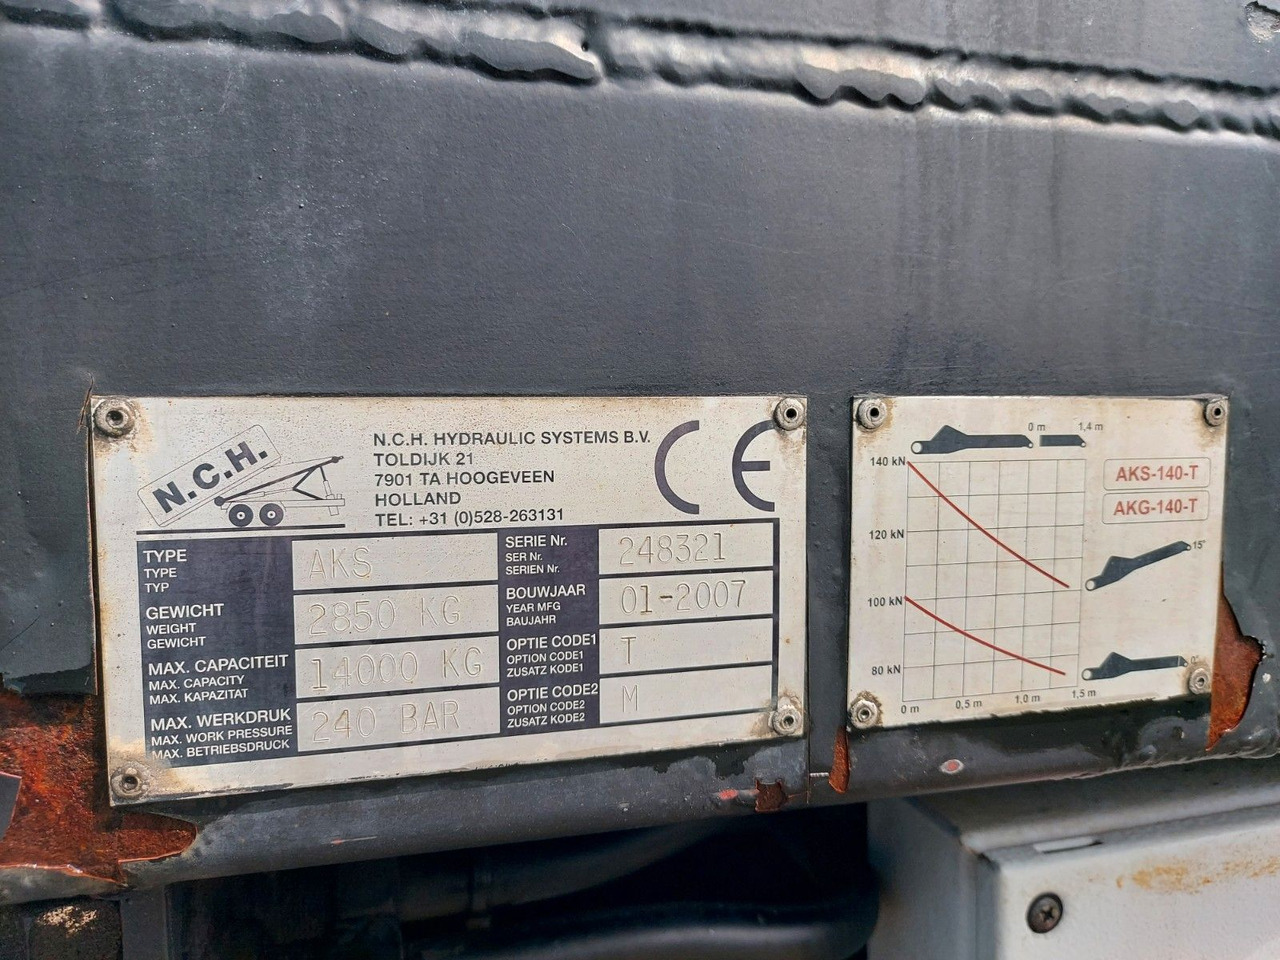 N.C.H.
N.C.H. HYDRAULIC SYSTEMS B.V.
TOLDIJK 21
7901 TA HOOGEVEEN
HOLLAND
TEL: +31 (0)528-263131
CE
TYPE
TYPE
TYP
AKS
SERIE Nr.
SER Nr.
SERIEN Nr.
248321
GEWICHT
WEIGHT
GEWICHT
2850 KG
BOUWJAAR
YEAR MFG
BAUJAHR
01-2007
MAX. CAPACITEIT
MAX. CAPACITY
MAX. KAPAZITAT
14000 KG
OPTIE CODE1
OPTION CODE1
ZUSATZ KODE1
T
MAX. WERKDRUK
MAX. WORK PRESSURE
MAX. BETRIEBSDRUCK
240 BAR
OPTIE CODE2
OPTION CODE2
ZUSATZ KODE2
M
0 m 1,4 m
140 kN
120 kN
100 kN
80 kN
0 m 0,5 m 1,0 m 1,5 m
AKS-140-T
AKG-140-T
15°
0°